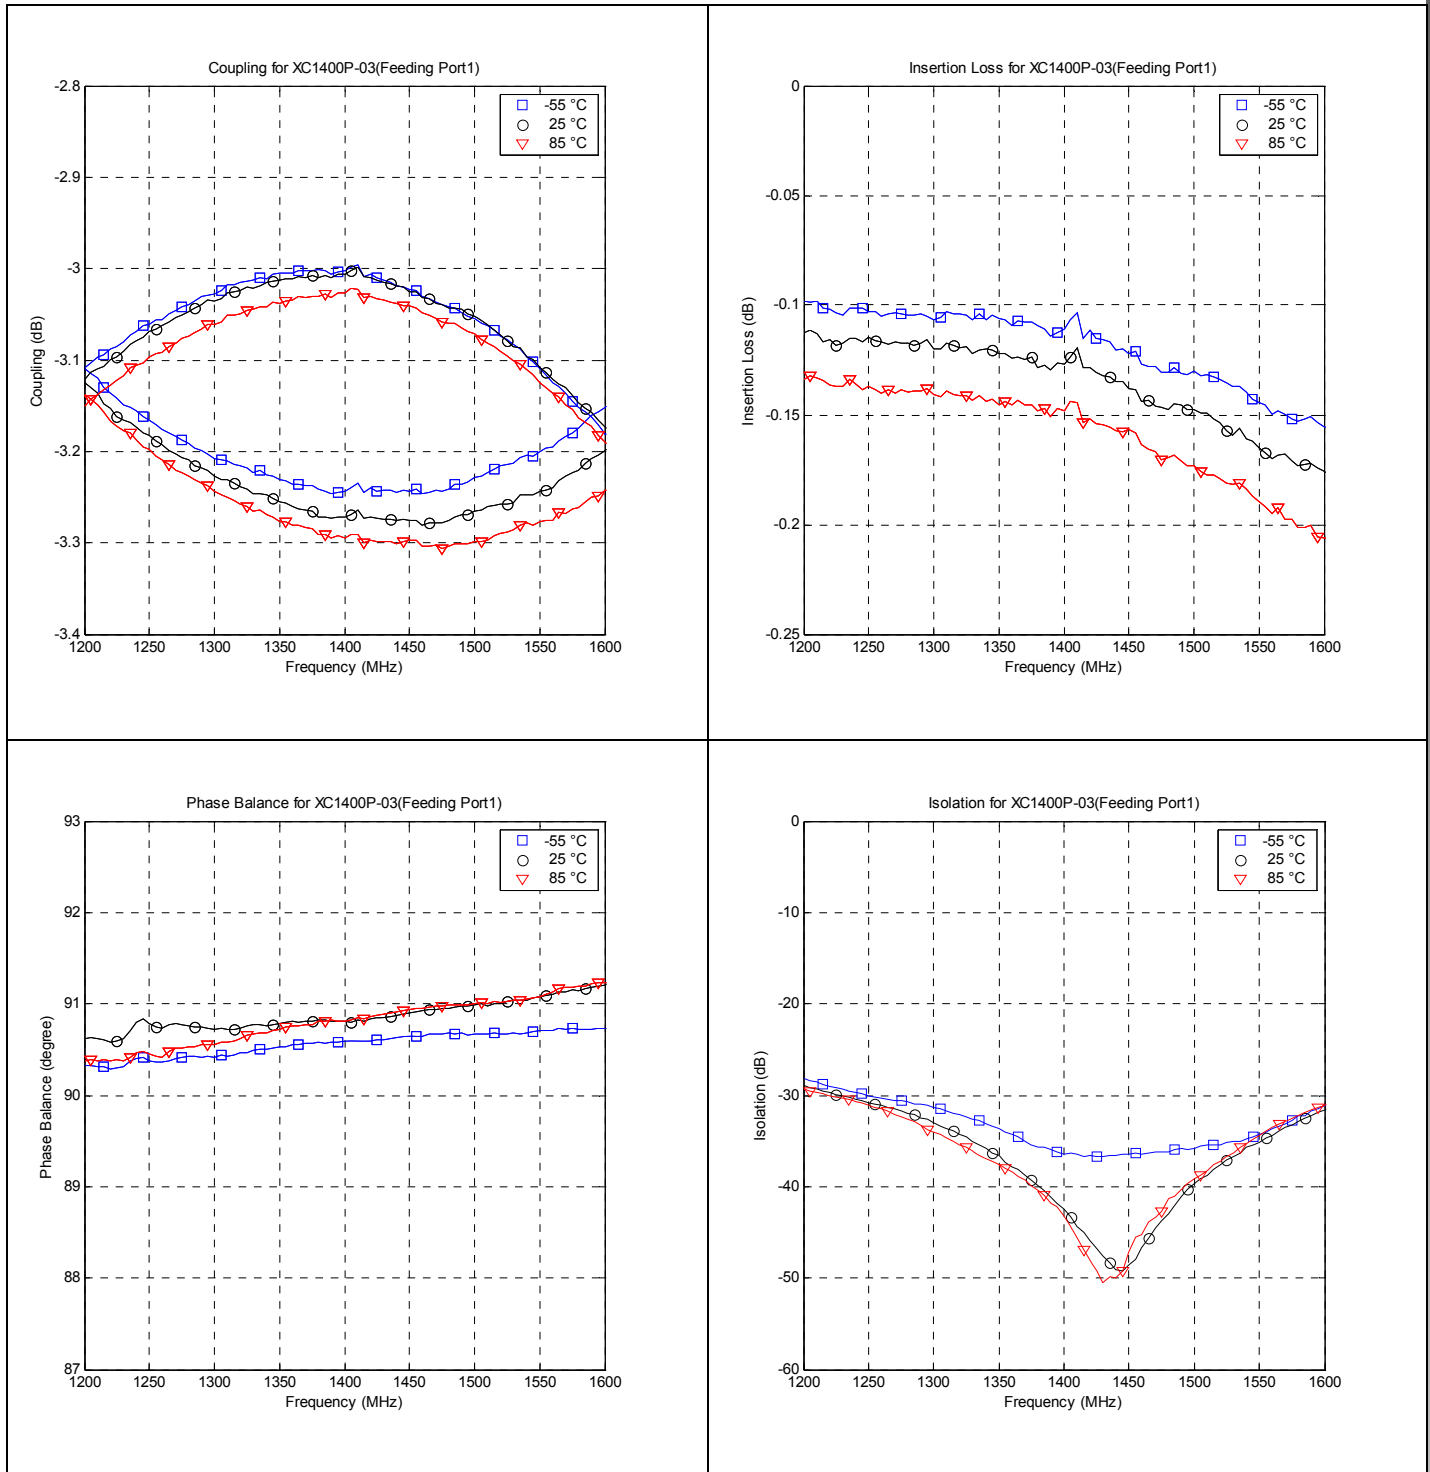 Coupling for XC1400P-03(Feeding Port1)
-2.8
-2.9
-3
-3.1
-3.2
-3.3
-3.4
Coupling (dB)
-55 °C
25 °C
85 °C
1200 1250 1300 1350 1400 1450 1500 1550 1600
Frequency (MHz)
Insertion Loss for XC1400P-03(Feeding Port1)
0
-0.05
-0.1
-0.15
-0.2
-0.25
Insertion Loss (dB)
-55 °C
25 °C
85 °C
1200 1250 1300 1350 1400 1450 1500 1550 1600
Frequency (MHz)
Phase Balance for XC1400P-03(Feeding Port1)
93
92
91
90
89
88
87
Phase Balance (degree)
-55 °C
25 °C
85 °C
1200 1250 1300 1350 1400 1450 1500 1550 1600
Frequency (MHz)
Isolation for XC1400P-03(Feeding Port1)
0
-10
-20
-30
-40
-50
-60
Isolation (dB)
-55 °C
25 °C
85 °C
1200 1250 1300 1350 1400 1450 1500 1550 1600
Frequency (MHz)